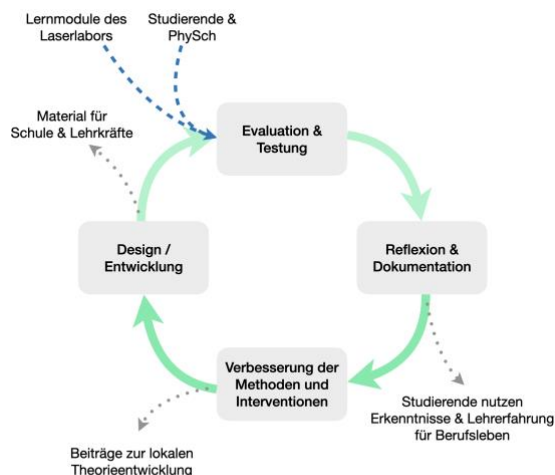 Lernmodule des
Laserlabors
Studierende &
PhySch
Material für
Schule & Lehrkräfte
Evaluation &
Testung
Design /
Entwicklung
Reflexion &
Dokumentation
Verbesserung der
Methoden und
Interventionen
Studierende nutzen
Erkenntnisse & Lehrerfahrung
für Berufsleben
Beiträge zur lokalen
Theorieentwicklung